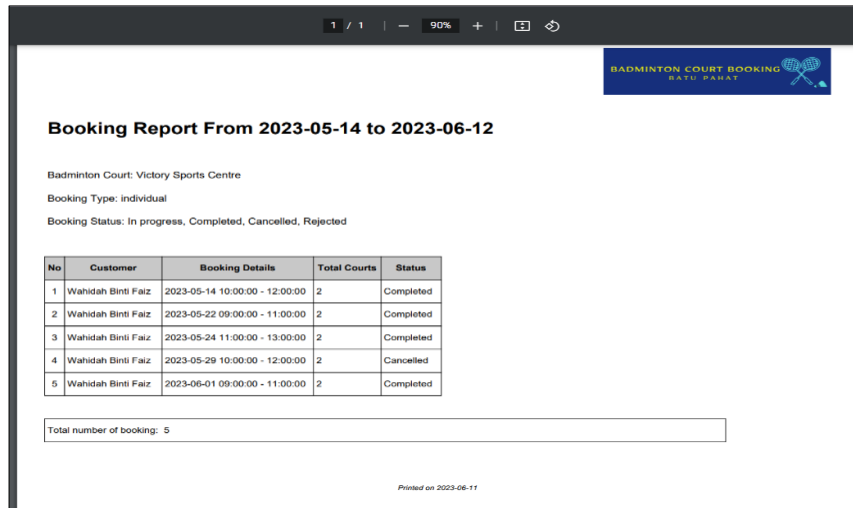 1 / 1 | — 90% + |
BADMINTON COURT BOOKING
BATU PAHAT
Booking Report From 2023-05-14 to 2023-06-12
Badminton Court: Victory Sports Centre
Booking Type: individual
Booking Status: In progress, Completed, Cancelled, Rejected
No Customer Booking Details Total Courts Status
1 Wahidah Binti Faiz 2023-05-14 10:00:00 - 12:00:00 2 Completed
2 Wahidah Binti Faiz 2023-05-22 09:00:00 - 11:00:00 2 Completed
3 Wahidah Binti Faiz 2023-05-24 11:00:00 - 13:00:00 2 Completed
4 Wahidah Binti Faiz 2023-05-29 10:00:00 - 12:00:00 2 Cancelled
5 Wahidah Binti Faiz 2023-06-01 09:00:00 - 11:00:00 2 Completed
Total number of booking: 5
Printed on 2023-06-11